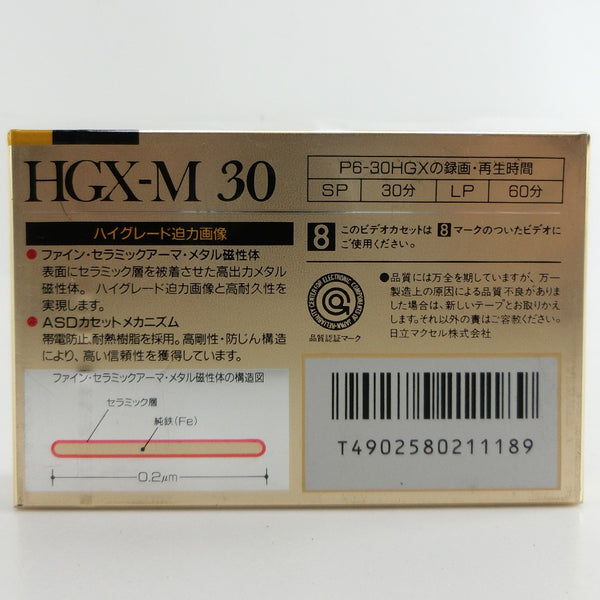 HGX-M 30
P6-30HGXの録画・再生時間
SP 30分 LP 60分
ハイグレード迫力画像
● ファイン・セラミックアーマ・メタル磁性体
表面にセラミック層を被着させた高出力メタル
磁性体。ハイグレード迫力画像と高耐久性を
実現します。
● ASDカセットメカニズム
帯電防止、耐熱樹脂を採用。高剛性・防じん構造
により、高い信頼性を獲得しています。
8 このビデオカセットは 8 マークのついたビデオに
ご使用ください。
RELIABILITY CENTER FOR ELECTRONIC COMPONENTS OF JAPAN
品質認証マーク
●品質には万全を期していますが、万一
製造上の原因による品質不良があり
ました場合は、新しいテープとお取りかえ
します。それ以外の責はご容赦ください。
日立マクセル株式会社
ファイン・セラミックアーマ・メタル磁性体の構造図
セラミック層
純鉄(Fe)
0.2μm
T4902580211189